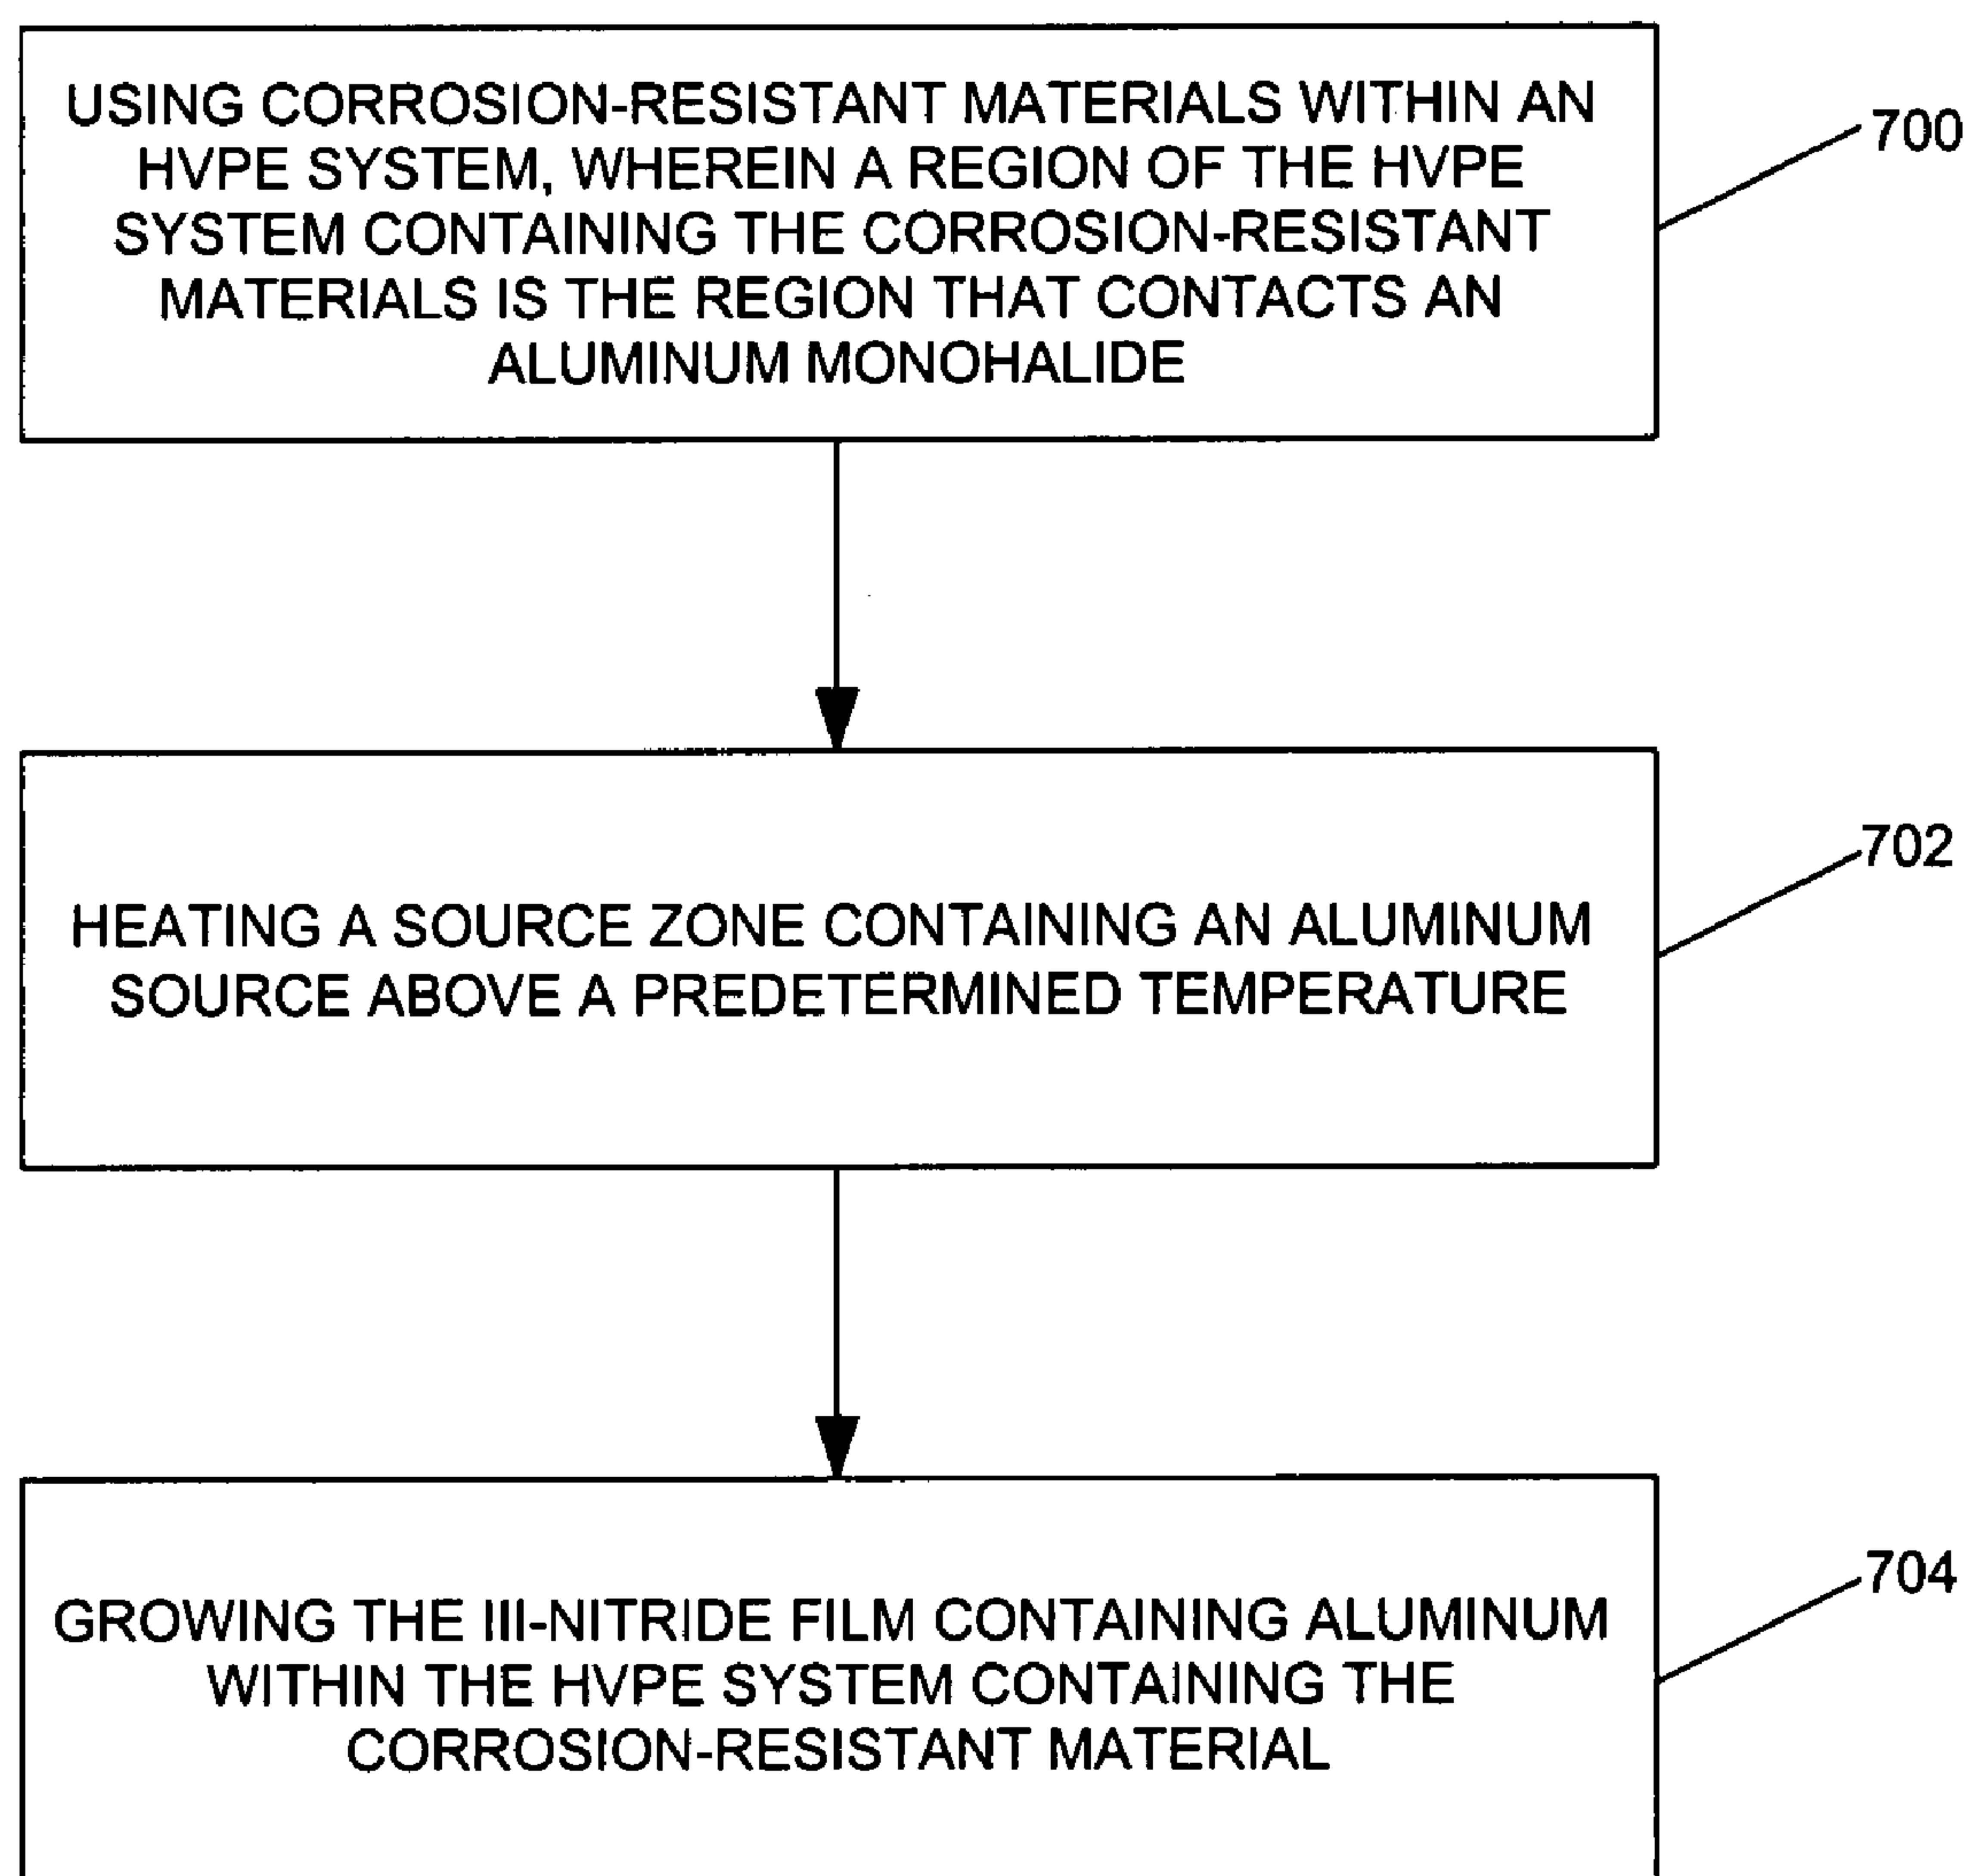 USING CORROSION-RESISTANT MATERIALS WITHIN AN
HVPE SYSTEM, WHEREIN A REGION OF THE HVPE
SYSTEM CONTAINING THE CORROSION-RESISTANT
MATERIALS IS THE REGION THAT CONTACTS AN
ALUMINUM MONOHALIDE
700
HEATING A SOURCE ZONE CONTAINING AN ALUMINUM
SOURCE ABOVE A PREDETERMINED TEMPERATURE
702
GROWING THE III-NITRIDE FILM CONTAINING ALUMINUM
WITHIN THE HVPE SYSTEM CONTAINING THE
CORROSION-RESISTANT MATERIAL
704